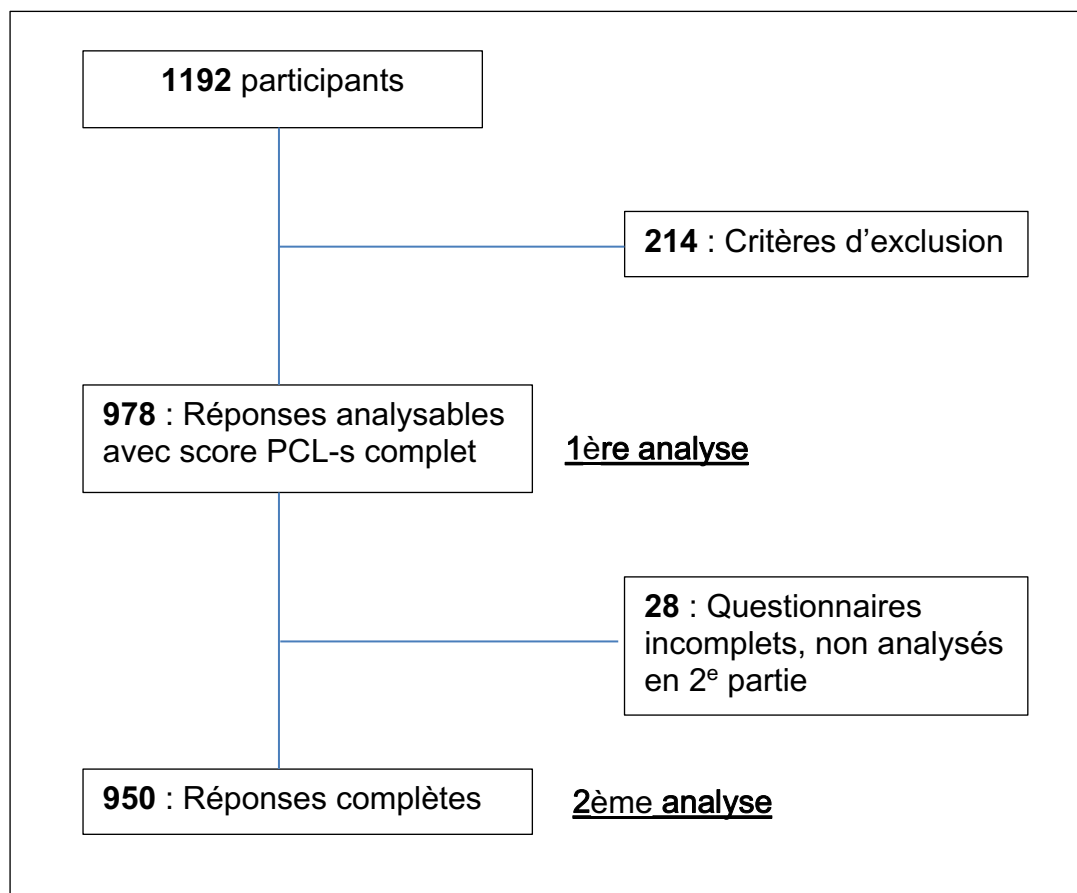 1192 participants
214 : Critères d'exclusion
978 : Réponses analysables
avec score PCL-s complet
1ère analyse
28 : Questionnaires
incomplets, non analysés
en 2e partie
950 : Réponses complètes
2ème analyse